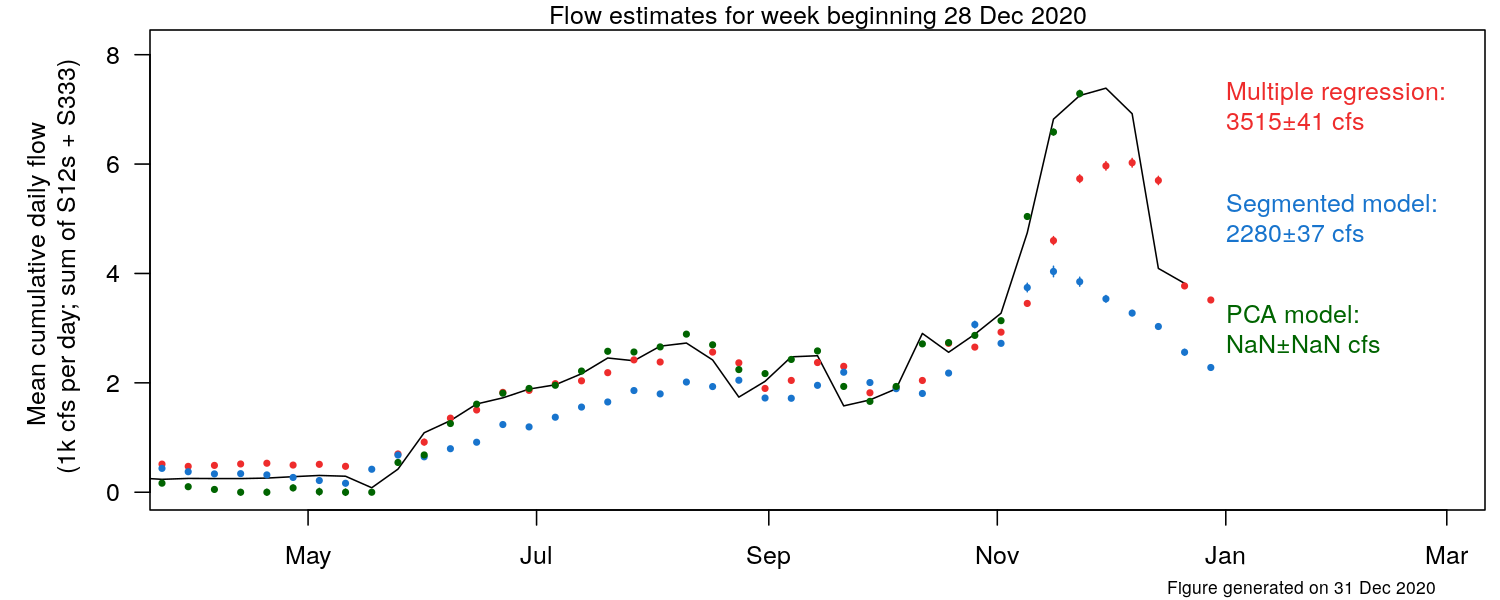 Flow estimates for week beginning 28 Dec 2020
Mean cumulative daily flow
(1k cfs per day; sum of S12s + S333)
8
6
4
2
0
Multiple regression:
3515±41 cfs
Segmented model:
2280±37 cfs
PCA model:
NaN±NaN cfs
May Jul Sep Nov Jan Mar
Figure generated on 31 Dec 2020